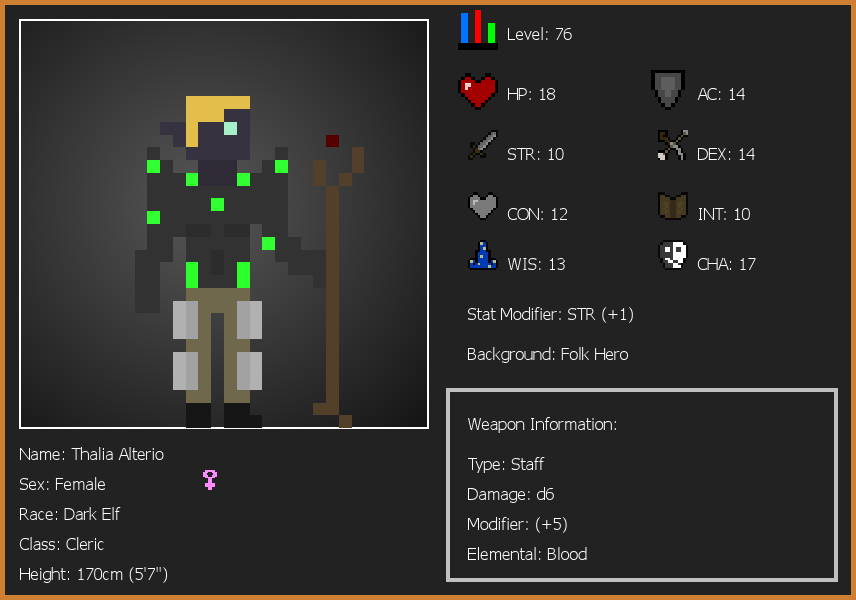 Level: 76
HP: 18
AC: 14
STR: 10
DEX: 14
CON: 12
INT: 10
WIS: 13
CHA: 17
Stat Modifier: STR (+1)
Background: Folk Hero
Weapon Information:
Type: Staff
Damage: d6
Modifier: (+5)
Elemental: Blood
Name: Thalia Alterio
Sex: Female
Race: Dark Elf
Class: Cleric
Height: 170cm (5'7")